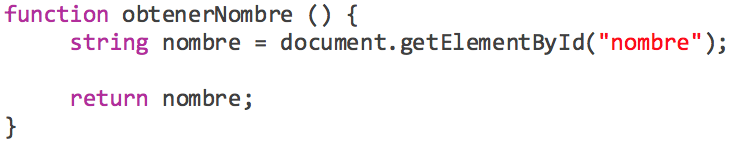 function obtenerNombre () {
string nombre = document.getElementById("nombre");
return nombre;
}